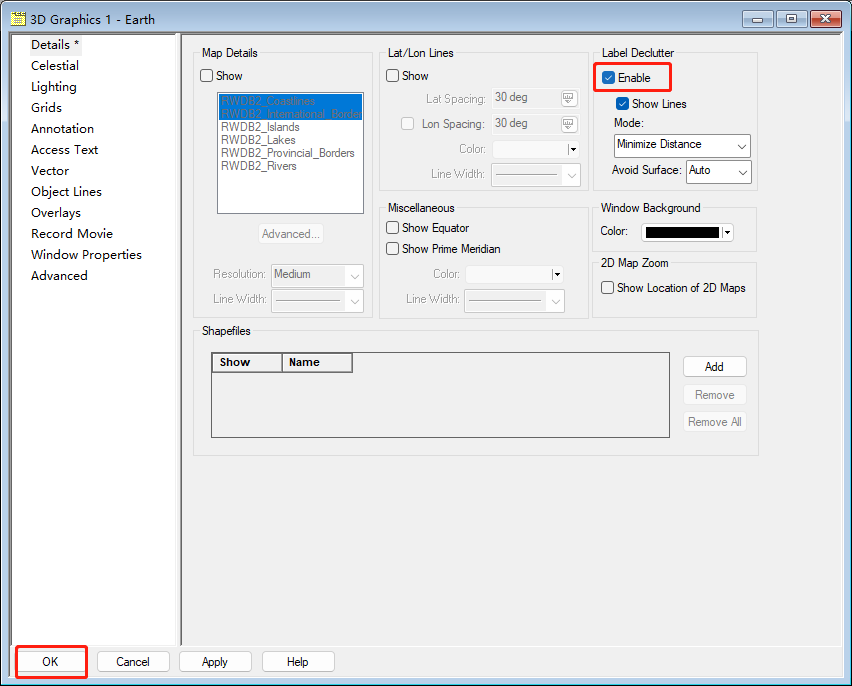 3D Graphics 1 - Earth
Details *
Celestial
Lighting
Grids
Annotation
Access Text
Vector
Object Lines
Overlays
Record Movie
Window Properties
Advanced
Map Details
Show
RWDB2_Coastlines
RWDB2_International_Border
RWDB2_Islands
RWDB2_Lakes
RWDB2_Provincial_Borders
RWDB2_Rivers
Advanced...
Resolution: Medium
Line Width:
Lat/Lon Lines
Show
Lat Spacing: 30 deg
Lon Spacing: 30 deg
Color:
Line Width:
Label Declutter
Enable
Show Lines
Mode:
Minimize Distance
Avoid Surface: Auto
Miscellaneous
Show Equator
Show Prime Meridian
Color:
Line Width:
Window Background
Color:
2D Map Zoom
Show Location of 2D Maps
Shapefiles
Show Name
Add
Remove
Remove All
OK Cancel Apply Help